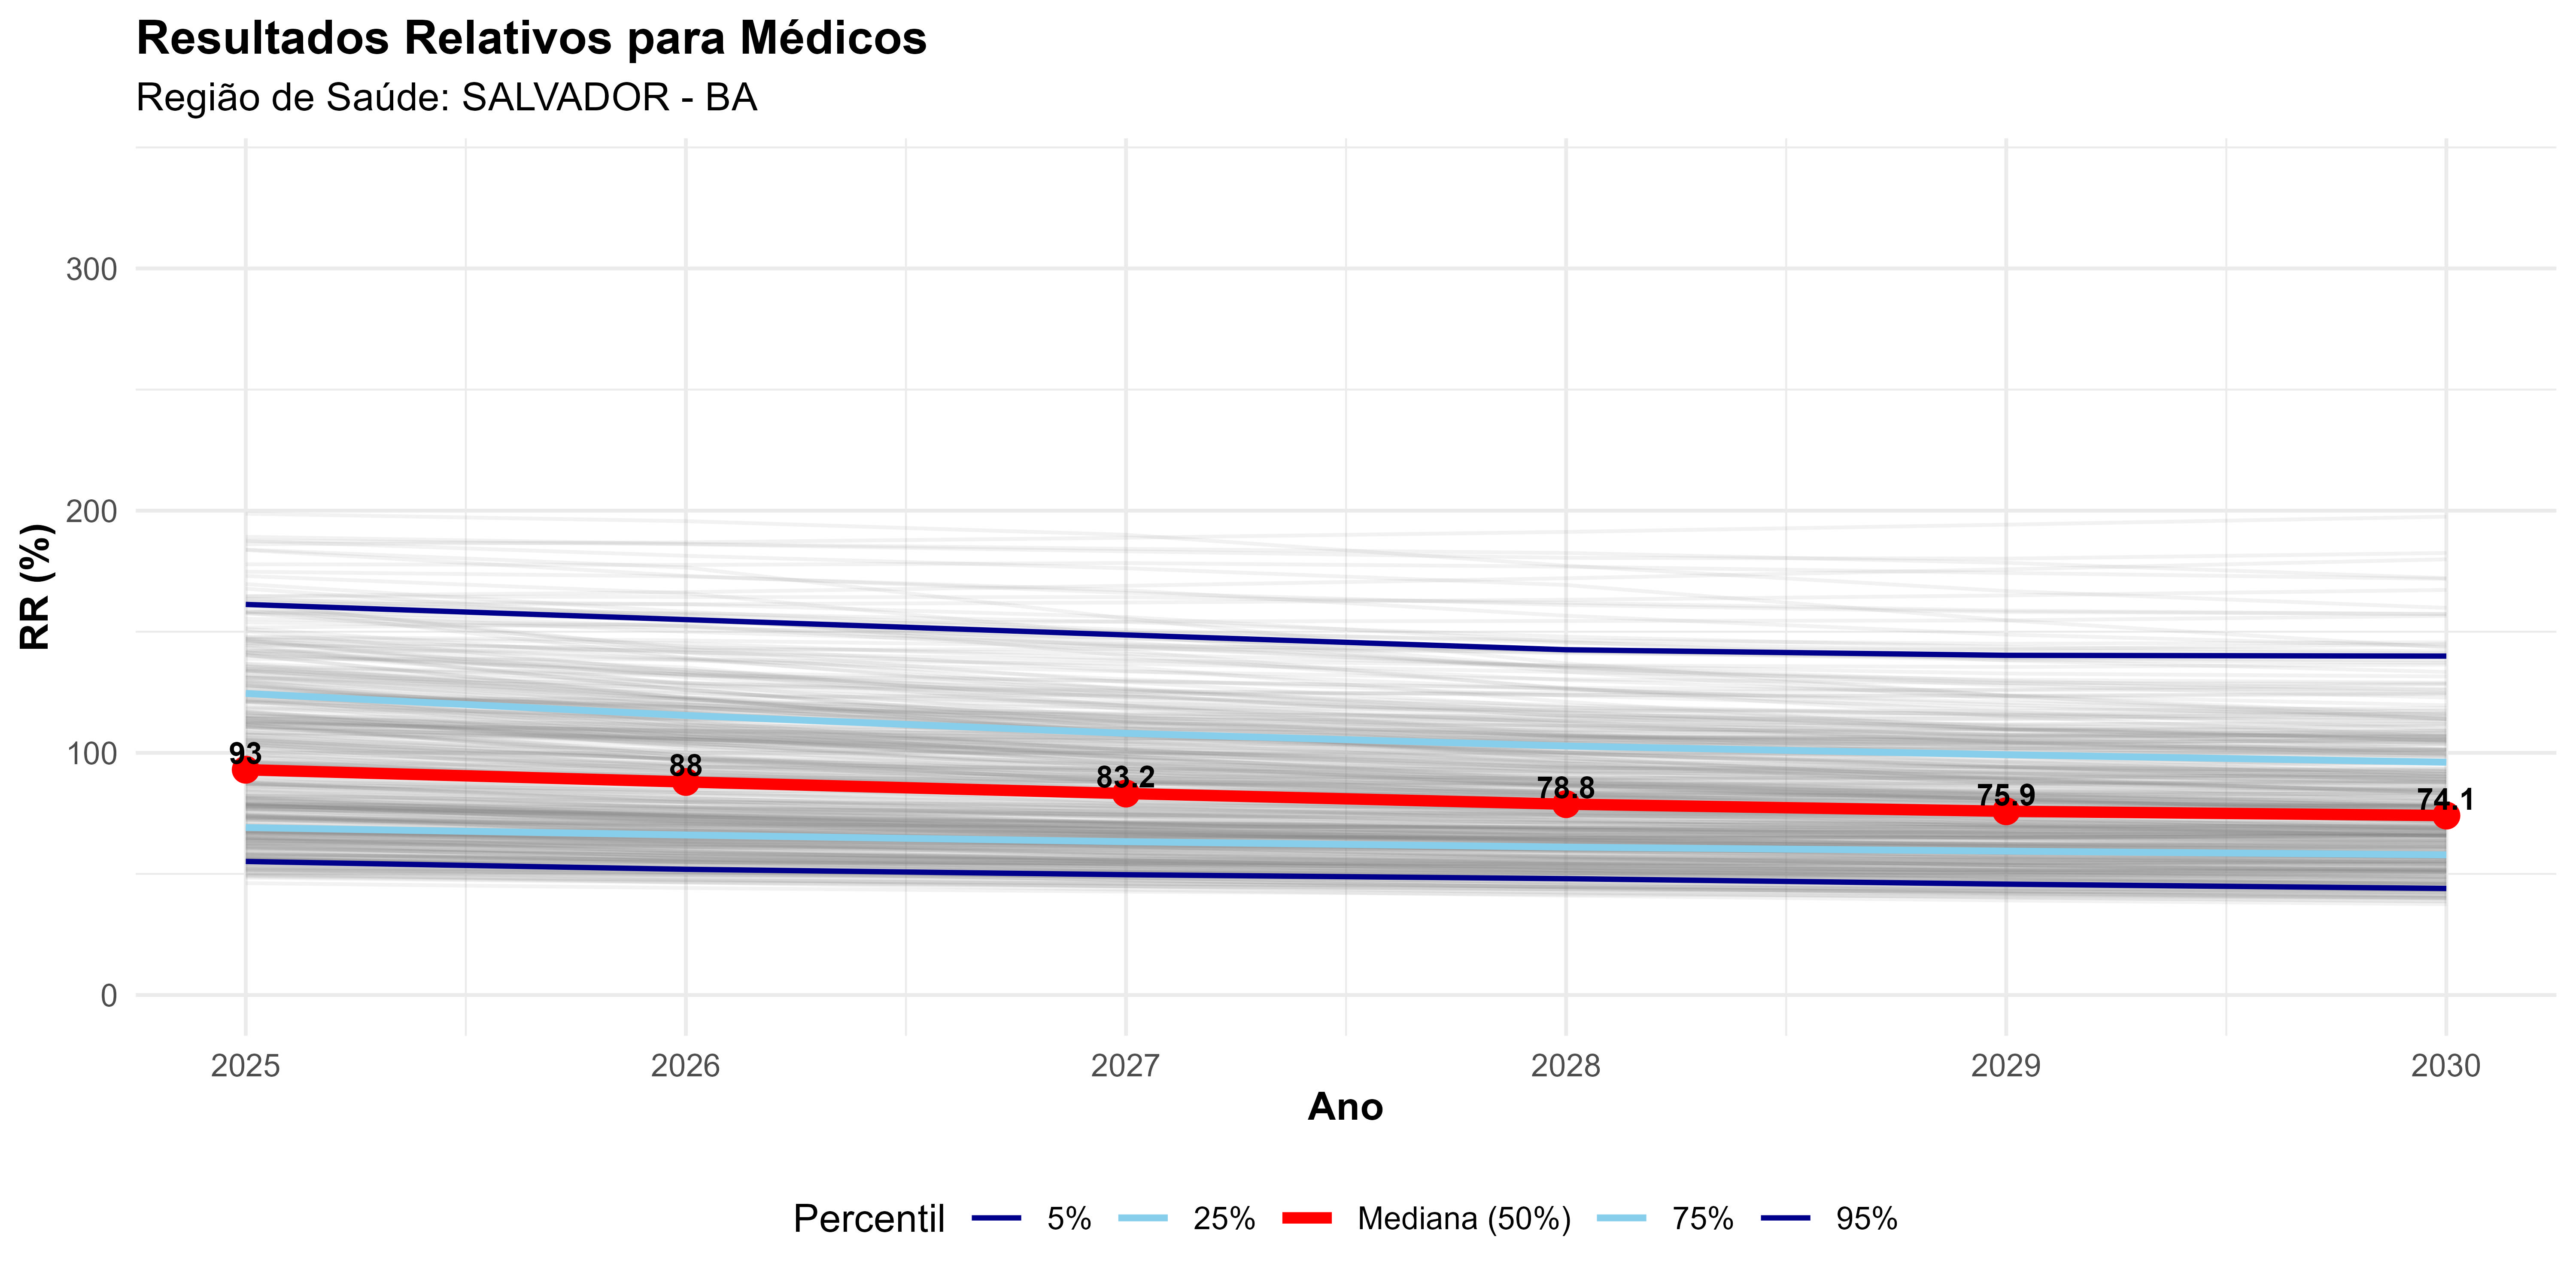 Resultados Relativos para Médicos
Região de Saúde: SALVADOR - BA
RR (%)
300
200
100
0
93
88
83.2
78.8
75.9
74.1
2025 2026 2027 2028 2029 2030
Ano
Percentil 5% 25% Mediana (50%) 75% 95%